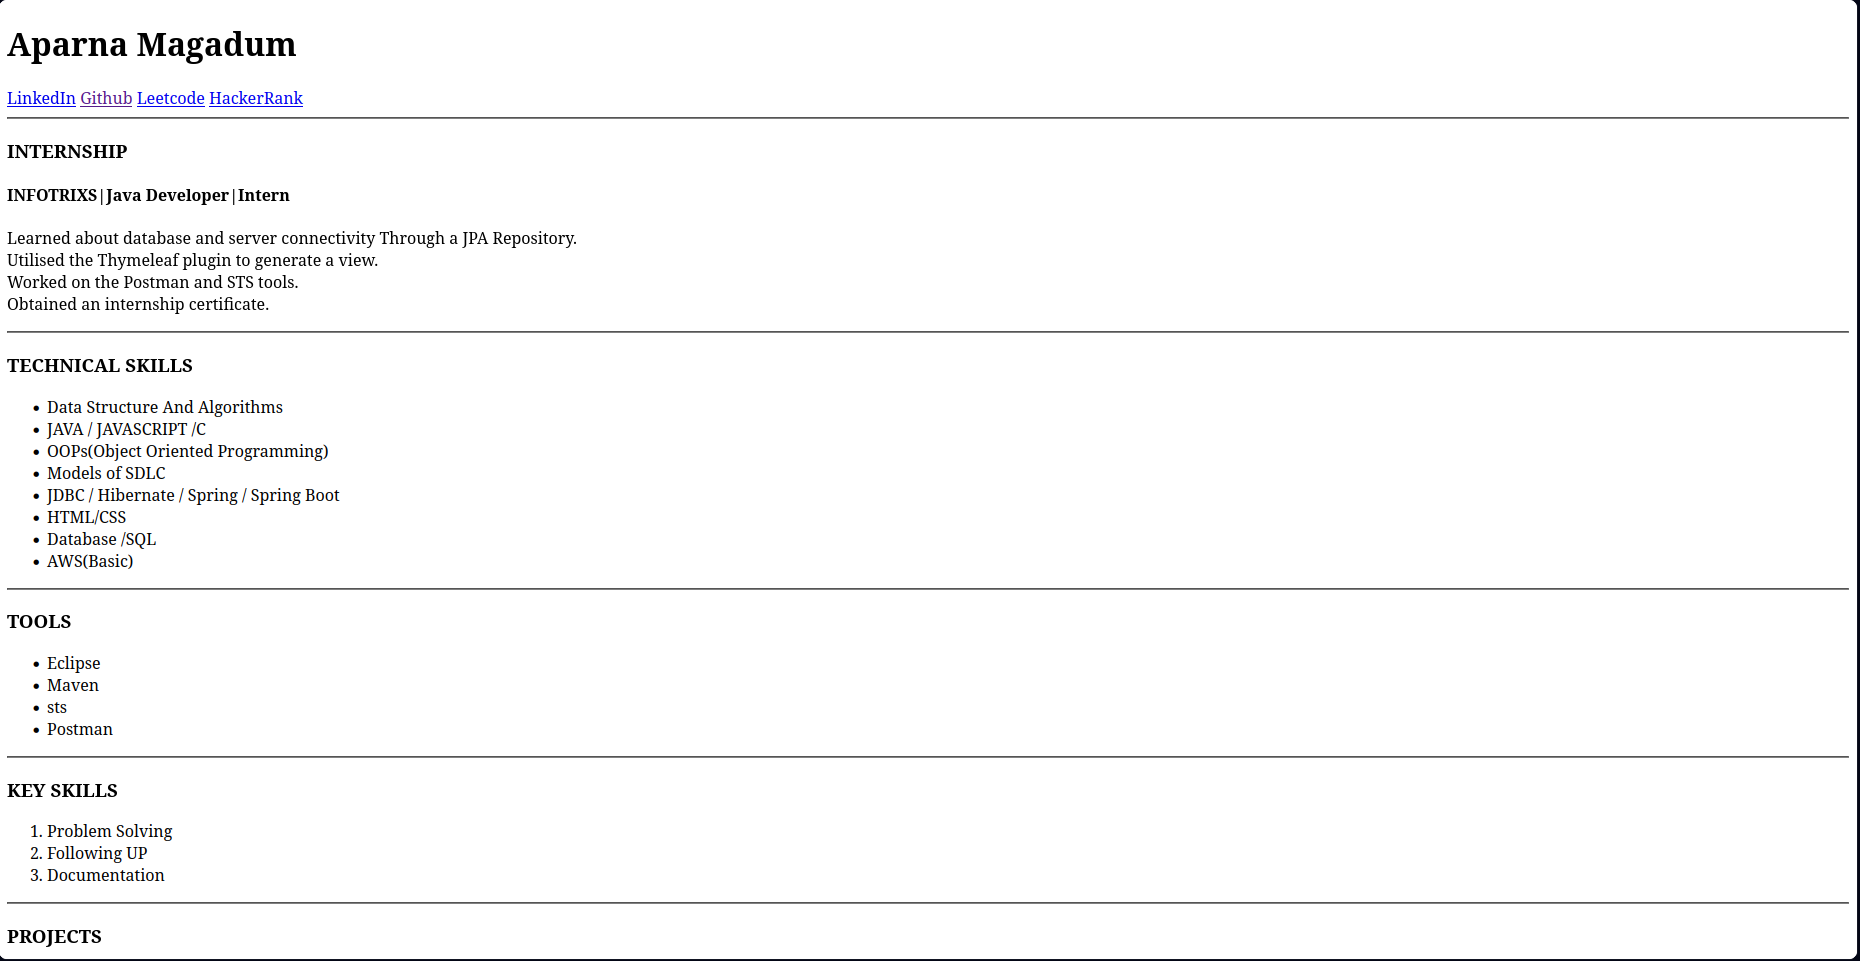 Aparna Magadum
LinkedIn Github Leetcode HackerRank
INTERNSHIP
INFOTRIXS|Java Developer|Intern
Learned about database and server connectivity Through a JPA Repository.
Utilised the Thymeleaf plugin to generate a view.
Worked on the Postman and STS tools.
Obtained an internship certificate.
TECHNICAL SKILLS
• Data Structure And Algorithms
• JAVA / JAVASCRIPT /C
• OOPs(Object Oriented Programming)
• Models of SDLC
• JDBC / Hibernate / Spring / Spring Boot
• HTML/CSS
• Database /SQL
• AWS(Basic)
TOOLS
• Eclipse
• Maven
• sts
• Postman
KEY SKILLS
1. Problem Solving
2. Following UP
3. Documentation
PROJECTS